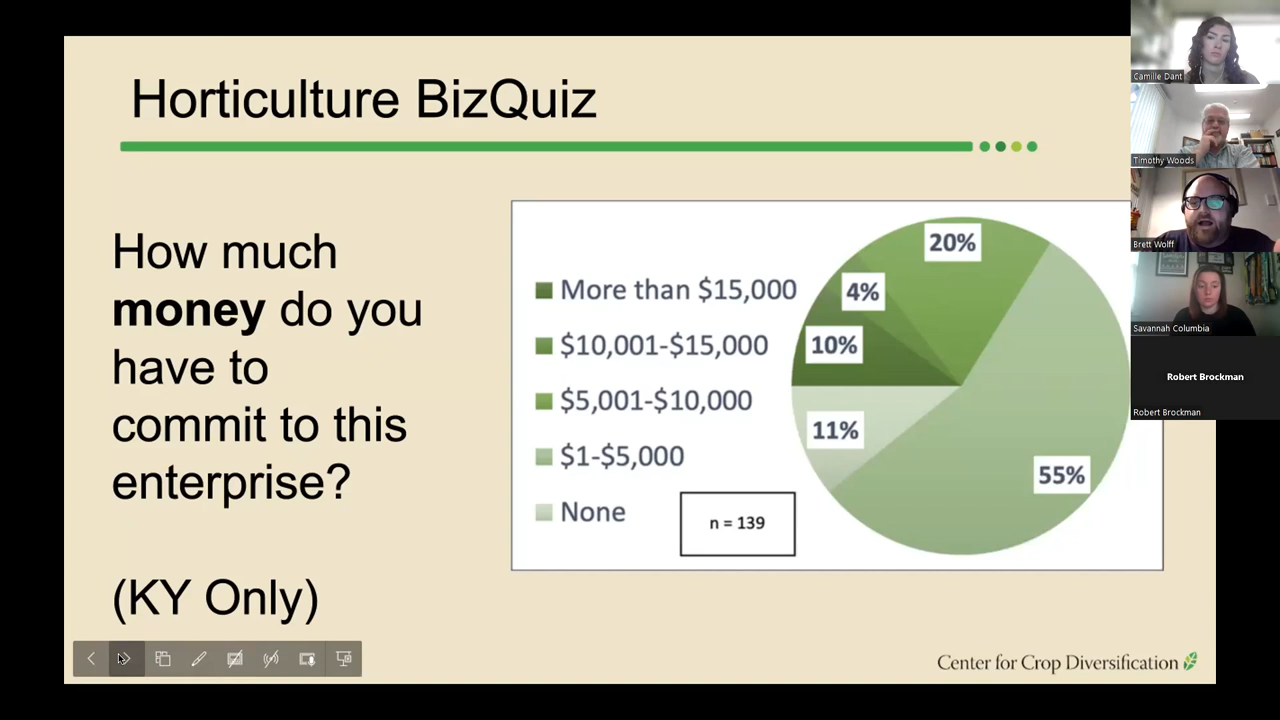 Horticulture BizQuiz
How much
money do you
have to
commit to this
enterprise?
(KY Only)
More than $15,000
$10,001-$15,000
$5,001-$10,000
$1-$5,000
None
n = 139
20%
4%
10%
11%
55%
Center for Crop Diversification
Camille Dant
Timothy Woods
Brett Wolff
Savannah Columbia
Robert Brockman
Robert Brockman